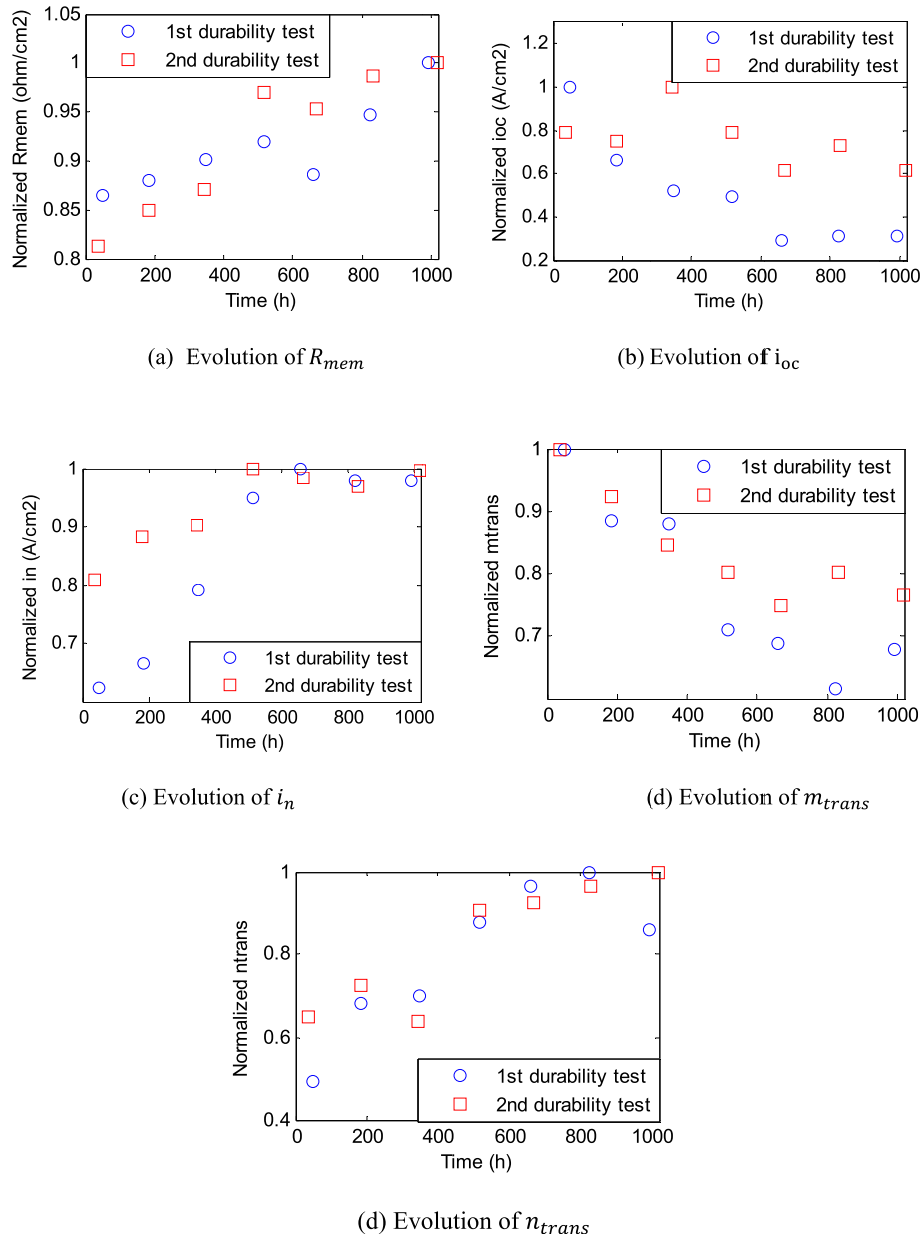 1.05
1
0.95
0.9
0.85
0.8
Normalized Rmem (ohm/cm2)
1st durability test
2nd durability test
0 200 400 600 800 1000
Time (h)
(a) Evolution of R_mem
1.2
1
0.8
0.6
0.4
0.2
Normalized ioc (A/cm2)
1st durability test
2nd durability test
0 200 400 600 800 1000
Time (h)
(b) Evolution of i_oc
1
0.9
0.8
0.7
Normalized in (A/cm2)
1st durability test
2nd durability test
0 200 400 600 800 1000
Time (h)
(c) Evolution of i_n
1
0.9
0.8
0.7
Normalized mtrans
1st durability test
2nd durability test
0 200 400 600 800 1000
Time (h)
(d) Evolution of m_trans
1
0.8
0.6
0.4
Normalized ntrans
1st durability test
2nd durability test
0 200 400 600 800 1000
Time (h)
(d) Evolution of n_trans